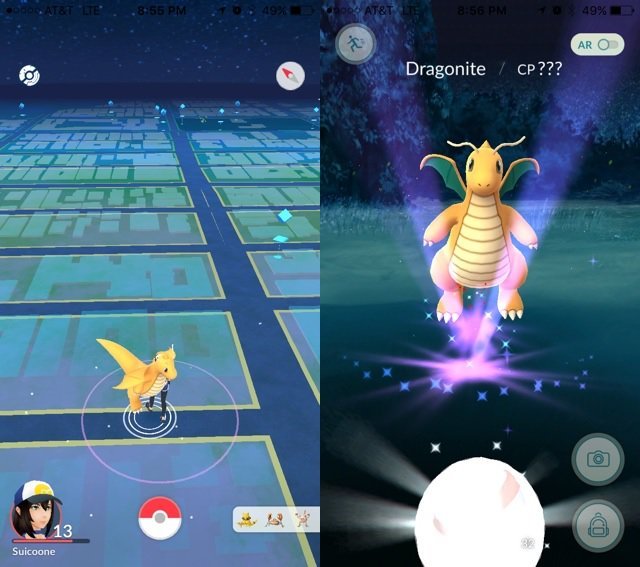 AT&T LTE 8:55 PM 49%
13
Suicoone
AT&T LTE 8:56 PM 49%
AR
Dragonite / CP ???
32